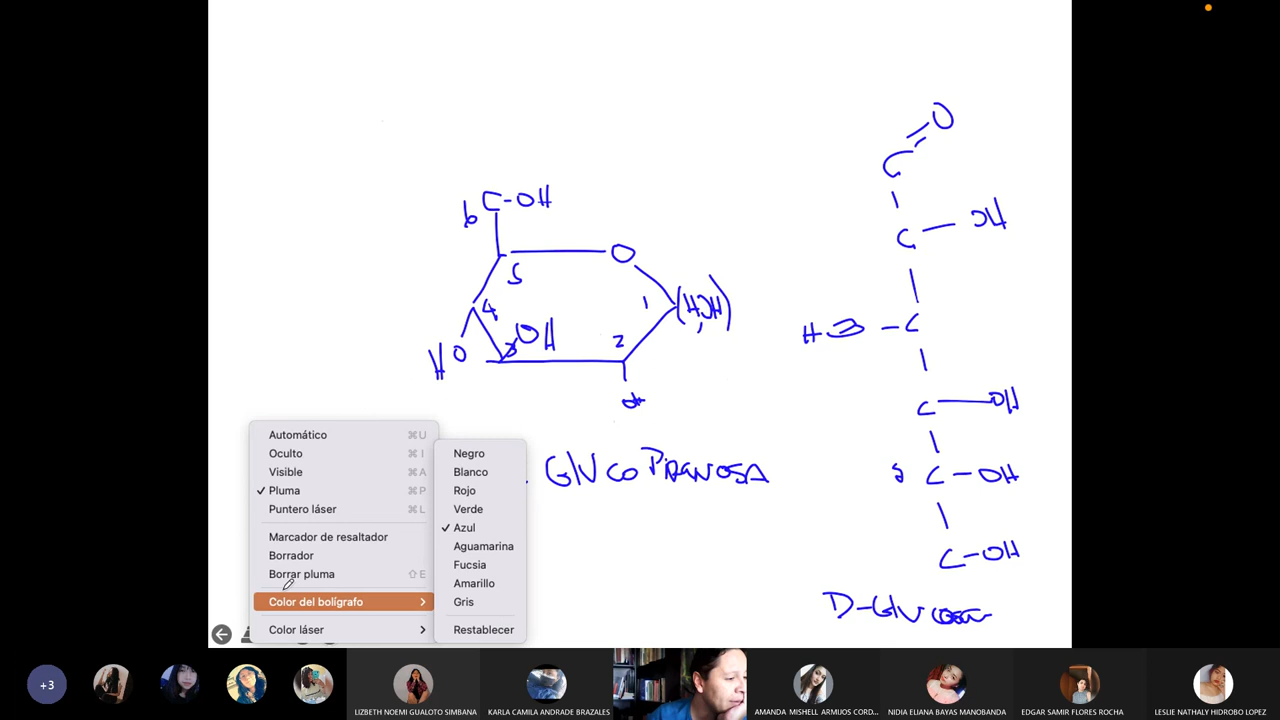 O
C
6 C-OH
C - OH
5
O
4
1
(H,OH)
OH
3
2
HO
H - C
C OH
OH
Automático ⌘U
Oculto ⌘I
Visible ⌘A
✓ Pluma ⌘P
Puntero láser ⌘L
Marcador de resaltador
Borrador
Borrar pluma ⇧E
Color del bolígrafo >
Color láser >
Negro
Blanco
Rojo
Verde
✓ Azul
Aguamarina
Fucsia
Amarillo
Gris
Restablecer
GlucoPiranosa
5 C - OH
C-OH
D-Glucosa
+3
LIZBETH NOEMI GUALOTO SIMBANA
KARLA CAMILA ANDRADE BRAZALES
AMANDA MISHELL ARMIJOS CORD...
NIDIA ELIANA BAYAS MANOBANDA
EDGAR SAMIR FLORES ROCHA
LESLIE NATHALY HIDROBO LOPEZ